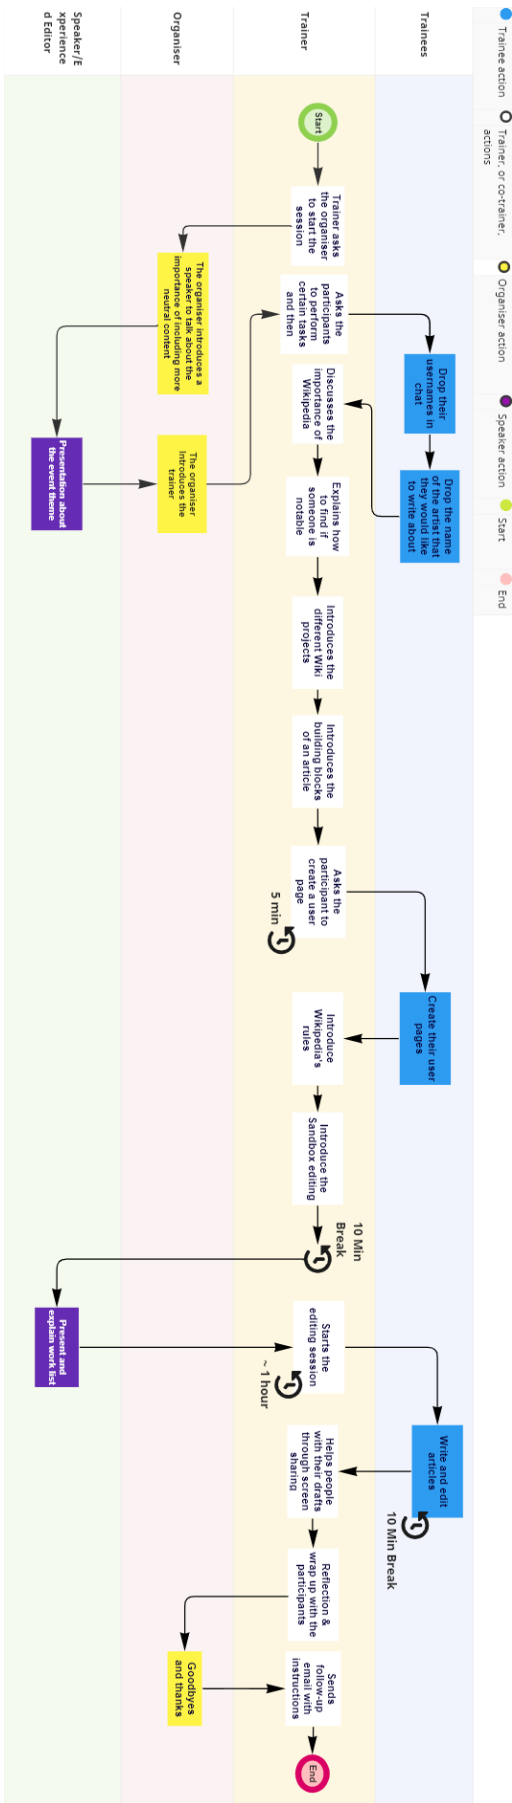 Trainee action
Trainer, or co-trainer,
actions
Organiser action
Speaker action
Start
End
Trainees
Trainer
Organiser
Speaker/E
xperience
d Editor
Start
Trainer asks
the organiser
to start the
session
The organiser introduces a
speaker to talk about the
importance of including more
neutral content
Presentation about
the event theme
The organiser
Introduces the
trainer
Asks the
participants
to perform
certain tasks
and then
Drop their
usernames in
chat
Drop the name
of the artist that
they would like
to write about
Discusses the
importance of
Wikipedia
Explains how
to find if
someone is
notable
Introduces the
different Wiki
projects
Introduces the
building blocks
of an article
Asks the
participant to
create a user
page
5 min
Create their user
pages
Introduce
Wikipedia's
rules
Introduce the
Sandbox editing
10 Min
Break
Present and
explain work list
Starts the
editing session
~ 1 hour
Write and edit
articles
10 Min Break
Helps people
with their drafts
through screen
sharing
Reflection &
wrap up with the
participants
Goodbyes
and thanks
Sends
follow-up
email with
instructions
End